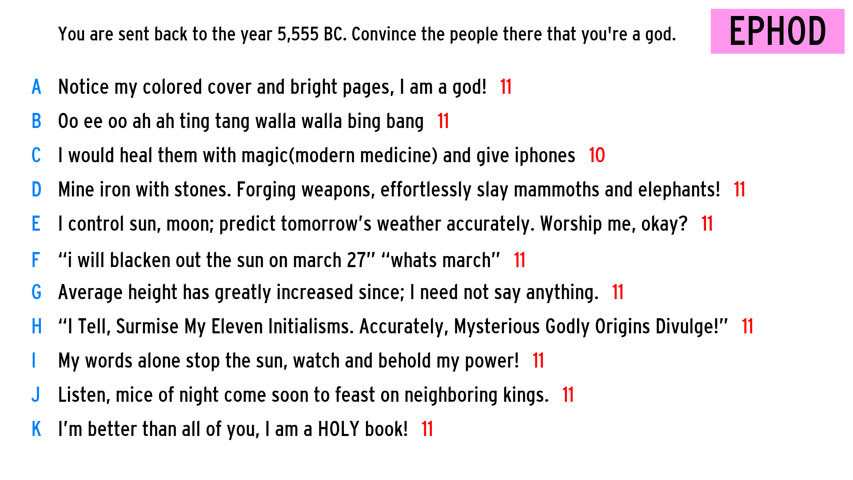 You are sent back to the year 5,555 BC. Convince the people there that you're a god.
EPHOD
A Notice my colored cover and bright pages, I am a god! 11
B Oo ee oo ah ah ting tang walla walla bing bang 11
C I would heal them with magic(modern medicine) and give iphones 10
D Mine iron with stones. Forging weapons, effortlessly slay mammoths and elephants! 11
E I control sun, moon; predict tomorrow's weather accurately. Worship me, okay? 11
F “i will blacken out the sun on march 27” “whats march” 11
G Average height has greatly increased since; I need not say anything. 11
H “I Tell, Surmise My Eleven Initialisms. Accurately, Mysterious Godly Origins Divulge!” 11
I My words alone stop the sun, watch and behold my power! 11
J Listen, mice of night come soon to feast on neighboring kings. 11
K I'm better than all of you, I am a HOLY book! 11